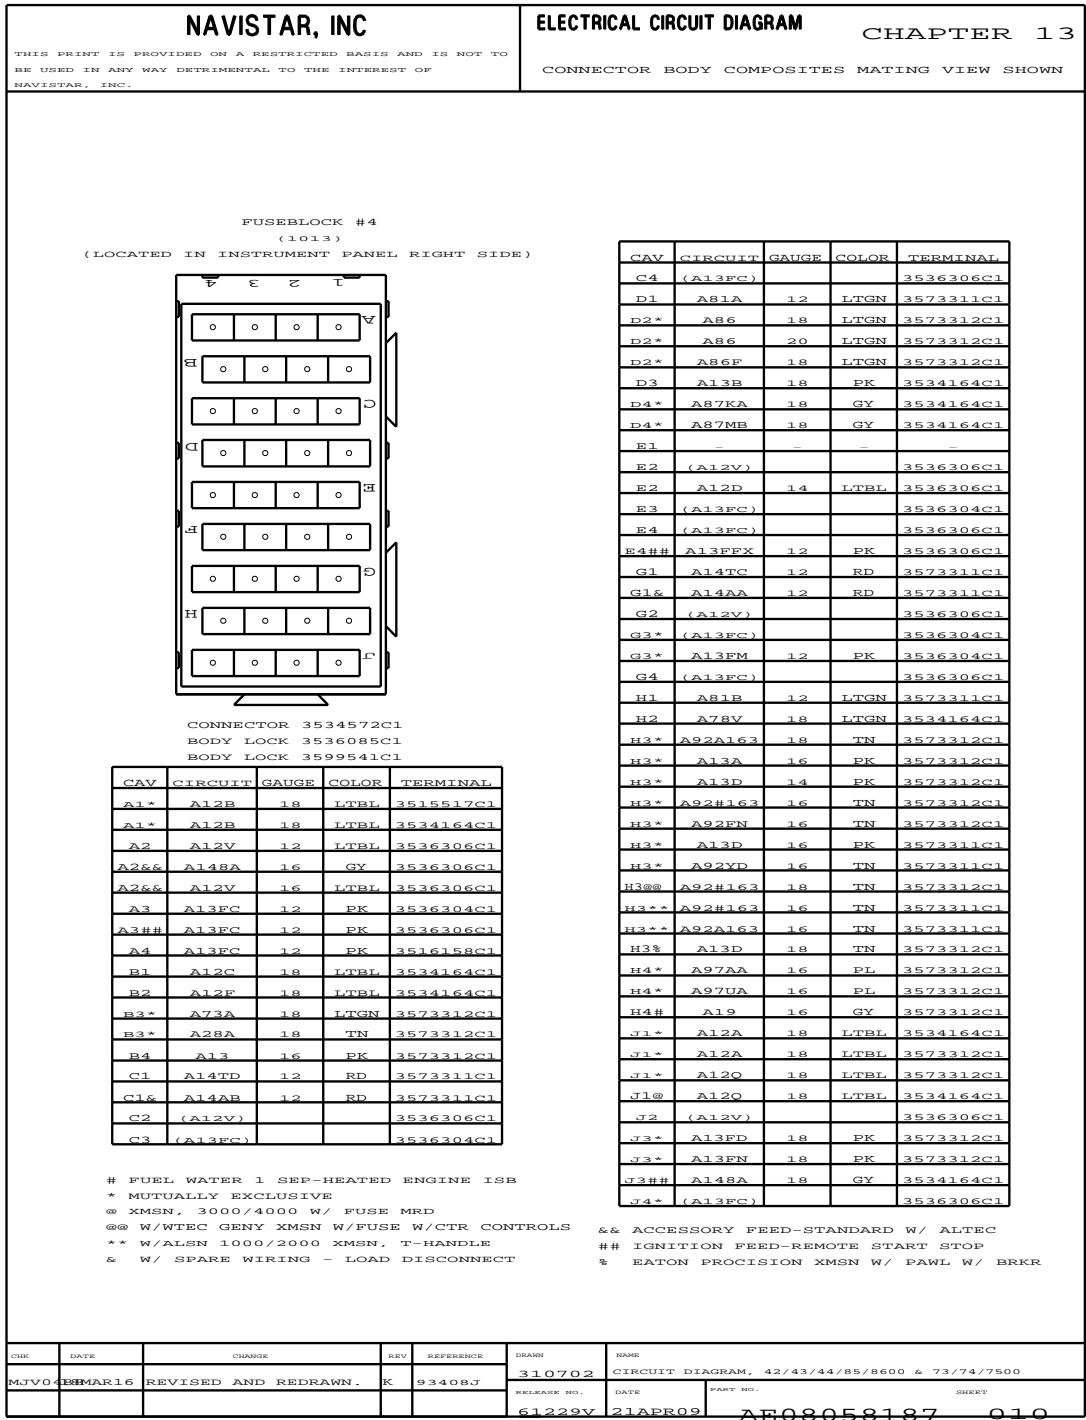 NAVISTAR, INC
THIS PRINT IS PROVIDED ON A RESTRICTED BASIS AND IS NOT TO
BE USED IN ANY WAY DETRIMENTAL TO THE INTEREST OF
NAVISTAR, INC.
ELECTRICAL CIRCUIT DIAGRAM
CHAPTER 13
CONNECTOR BODY COMPOSITES MATING VIEW SHOWN
FUSEBLOCK #4
(1013)
(LOCATED IN INSTRUMENT PANEL RIGHT SIDE)
4 3 2 1
A
B
C
D
E
F
G
H
J
CONNECTOR 3534572C1
BODY LOCK 3536085C1
BODY LOCK 3599541C1
CAV CIRCUIT GAUGE COLOR TERMINAL
A1* A12B 18 LTBL 3515517C1
A1* A12B 18 LTBL 3534164C1
A2 A12V 12 LTBL 3536306C1
A2&& A148A 16 GY 3536306C1
A2&& A12V 16 LTBL 3536306C1
A3 A13FC 12 PK 3536304C1
A3## A13FC 12 PK 3536306C1
A4 A13FC 12 PK 3516158C1
B1 A12C 18 LTBL 3534164C1
B2 A12F 18 LTBL 3534164C1
B3* A73A 18 LTGN 3573312C1
B3* A28A 18 TN 3573312C1
B4 A13 16 PK 3573312C1
C1 A14TD 12 RD 3573311C1
C1& A14AB 12 RD 3573311C1
C2 (A12V) 3536306C1
C3 (A13FC) 3536304C1
# FUEL WATER 1 SEP-HEATED ENGINE ISB
* MUTUALLY EXCLUSIVE
@ XMSN, 3000/4000 W/ FUSE MRD
@@ W/WTEC GENY XMSN W/FUSE W/CTR CONTROLS
** W/ALSN 1000/2000 XMSN, T-HANDLE
& W/ SPARE WIRING - LOAD DISCONNECT
CAV CIRCUIT GAUGE COLOR TERMINAL
C4 (A13FC) 3536306C1
D1 A81A 12 LTGN 3573311C1
D2* A86 18 LTGN 3573312C1
D2* A86 20 LTGN 3573312C1
D2* A86F 18 LTGN 3573312C1
D3 A13B 18 PK 3534164C1
D4* A87KA 18 GY 3534164C1
D4* A87MB 18 GY 3534164C1
E1 - - - -
E2 (A12V) 3536306C1
E2 A12D 14 LTBL 3536306C1
E3 (A13FC) 3536304C1
E4 (A13FC) 3536306C1
E4## A13FFX 12 PK 3536306C1
G1 A14TC 12 RD 3573311C1
G1& A14AA 12 RD 3573311C1
G2 (A12V) 3536306C1
G3* (A13FC) 3536304C1
G3* A13FM 12 PK 3536304C1
G4 (A13FC) 3536306C1
H1 A81B 12 LTGN 3573311C1
H2 A78V 18 LTGN 3534164C1
H3* A92A163 18 TN 3573312C1
H3* A13A 16 PK 3573312C1
H3* A13D 14 PK 3573312C1
H3* A92#163 16 TN 3573312C1
H3* A92FN 16 TN 3573312C1
H3* A13D 16 PK 3573311C1
H3* A92YD 16 TN 3573311C1
H3@@ A92#163 18 TN 3573312C1
H3** A92#163 16 TN 3573311C1
H3** A92A163 16 TN 3573311C1
H3% A13D 18 TN 3573312C1
H4* A97AA 16 PL 3573312C1
H4* A97UA 16 PL 3573312C1
H4# A19 16 GY 3573312C1
J1* A12A 18 LTBL 3534164C1
J1* A12A 18 LTBL 3573312C1
J1* A12Q 18 LTBL 3573312C1
J1@ A12Q 18 LTBL 3534164C1
J2 (A12V) 3536306C1
J3* A13FD 18 PK 3573312C1
J3* A13FN 18 PK 3573312C1
J3## A148A 18 GY 3534164C1
J4* (A13FC) 3536306C1
&& ACCESSORY FEED-STANDARD W/ ALTEC
## IGNITION FEED-REMOTE START STOP
% EATON PROCISION XMSN W/ PAWL W/ BRKR
CHK DATE CHANGE REV REFERENCE
REVISED AND REDRAWN. K 93408J
DRAWN
310702
NAME
CIRCUIT DIAGRAM, 42/43/44/85/8600 & 73/74/7500
RELEASE NO.
61229V
DATE
21APR09
PART NO.
AE08058187
SHEET
010